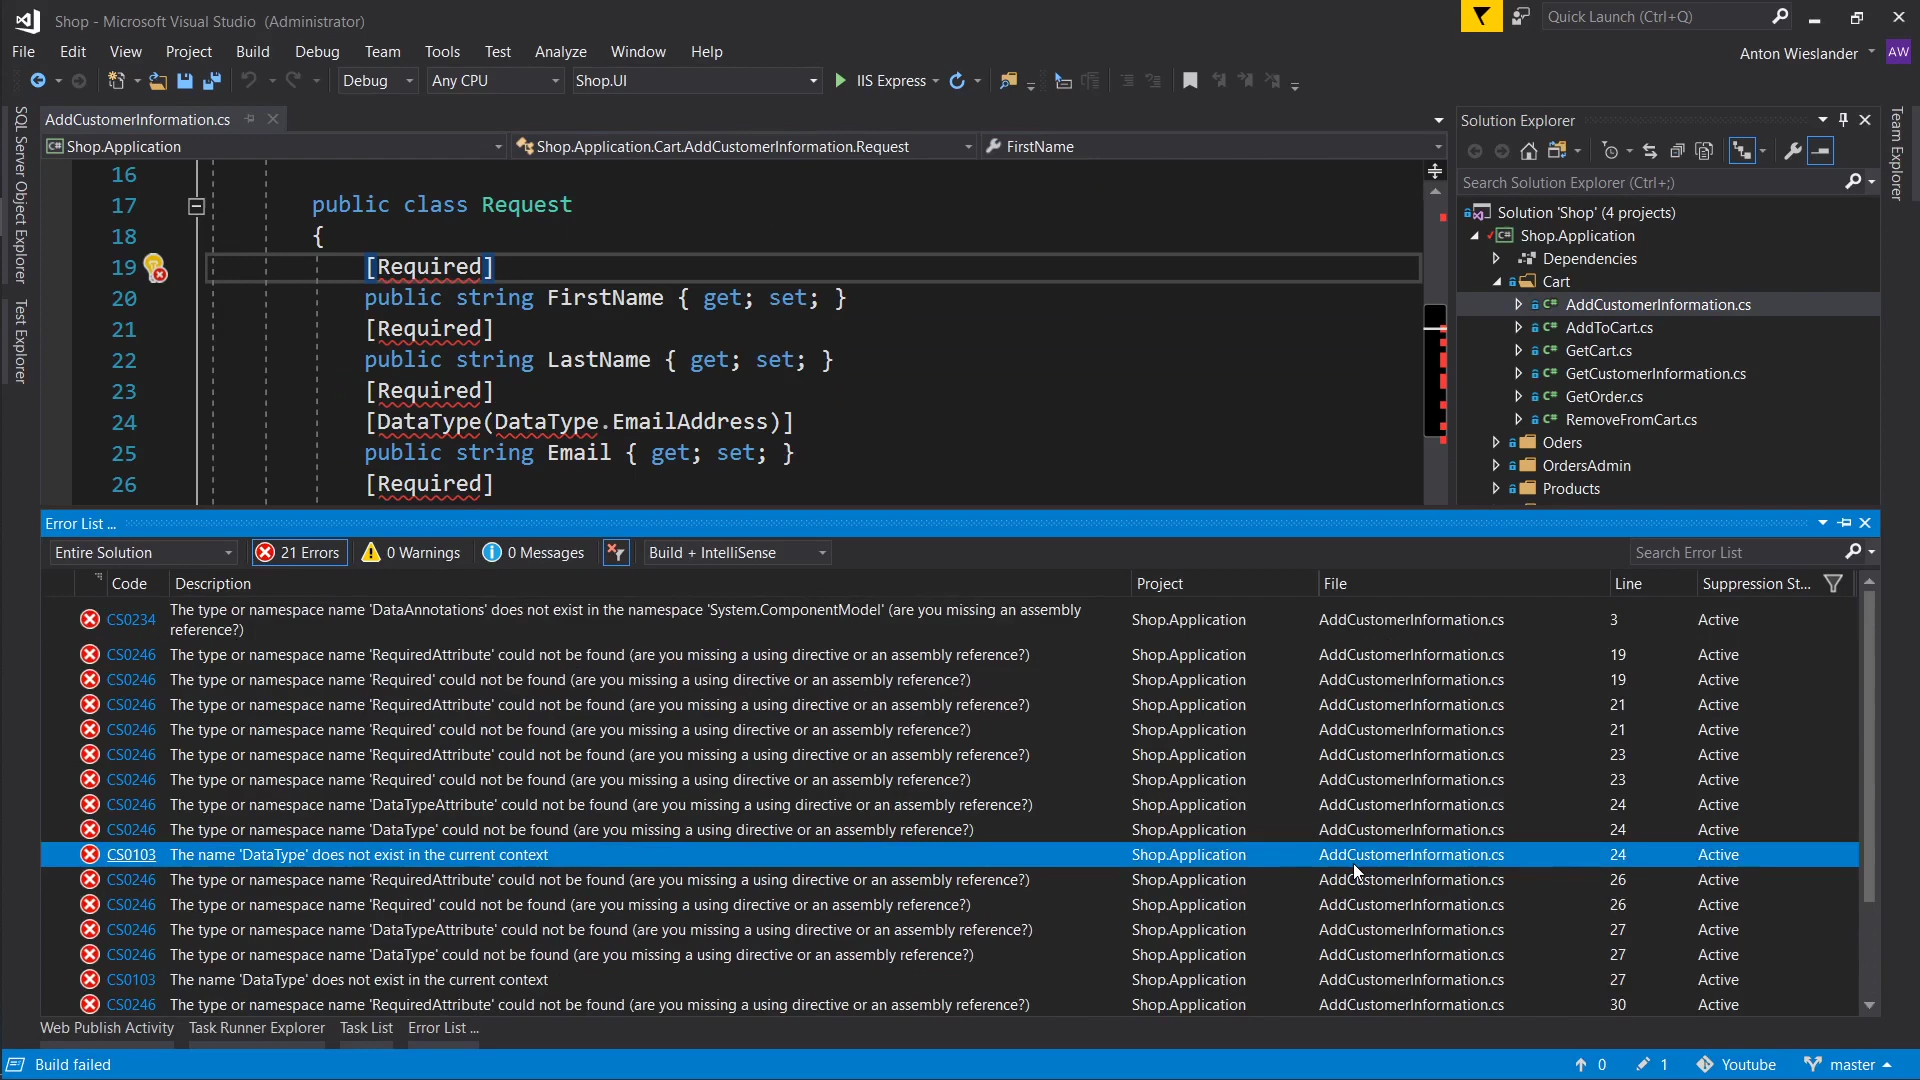 Shop - Microsoft Visual Studio (Administrator)
Quick Launch (Ctrl+Q)
File Edit View Project Build Debug Team Tools Test Analyze Window Help
Anton Wieslander AW
Debug Any CPU Shop.UI IIS Express
SQL Server Object Explorer
Test Explorer
AddCustomerInformation.cs
Shop.Application Shop.Application.Cart.AddCustomerInformation.Request FirstName
16
17 public class Request
18 {
19 [Required]
20 public string FirstName { get; set; }
21 [Required]
22 public string LastName { get; set; }
23 [Required]
24 [DataType(DataType.EmailAddress)]
25 public string Email { get; set; }
26 [Required]
Solution Explorer
Search Solution Explorer (Ctrl+;)
Solution 'Shop' (4 projects)
Shop.Application
Dependencies
Cart
AddCustomerInformation.cs
AddToCart.cs
GetCart.cs
GetCustomerInformation.cs
GetOrder.cs
RemoveFromCart.cs
Oders
OrdersAdmin
Products
Team Explorer
Error List ...
Entire Solution 21 Errors 0 Warnings 0 Messages Build + IntelliSense Search Error List
Code Description Project File Line Suppression St...
CS0234 The type or namespace name 'DataAnnotations' does not exist in the namespace 'System.ComponentModel' (are you missing an assembly
reference?) Shop.Application AddCustomerInformation.cs 3 Active
CS0246 The type or namespace name 'RequiredAttribute' could not be found (are you missing a using directive or an assembly reference?) Shop.Application AddCustomerInformation.cs 19 Active
CS0246 The type or namespace name 'Required' could not be found (are you missing a using directive or an assembly reference?) Shop.Application AddCustomerInformation.cs 19 Active
CS0246 The type or namespace name 'RequiredAttribute' could not be found (are you missing a using directive or an assembly reference?) Shop.Application AddCustomerInformation.cs 21 Active
CS0246 The type or namespace name 'Required' could not be found (are you missing a using directive or an assembly reference?) Shop.Application AddCustomerInformation.cs 21 Active
CS0246 The type or namespace name 'RequiredAttribute' could not be found (are you missing a using directive or an assembly reference?) Shop.Application AddCustomerInformation.cs 23 Active
CS0246 The type or namespace name 'Required' could not be found (are you missing a using directive or an assembly reference?) Shop.Application AddCustomerInformation.cs 23 Active
CS0246 The type or namespace name 'DataTypeAttribute' could not be found (are you missing a using directive or an assembly reference?) Shop.Application AddCustomerInformation.cs 24 Active
CS0246 The type or namespace name 'DataType' could not be found (are you missing a using directive or an assembly reference?) Shop.Application AddCustomerInformation.cs 24 Active
CS0103 The name 'DataType' does not exist in the current context Shop.Application AddCustomerInformation.cs 24 Active
CS0246 The type or namespace name 'RequiredAttribute' could not be found (are you missing a using directive or an assembly reference?) Shop.Application AddCustomerInformation.cs 26 Active
CS0246 The type or namespace name 'Required' could not be found (are you missing a using directive or an assembly reference?) Shop.Application AddCustomerInformation.cs 26 Active
CS0246 The type or namespace name 'DataTypeAttribute' could not be found (are you missing a using directive or an assembly reference?) Shop.Application AddCustomerInformation.cs 27 Active
CS0246 The type or namespace name 'DataType' could not be found (are you missing a using directive or an assembly reference?) Shop.Application AddCustomerInformation.cs 27 Active
CS0103 The name 'DataType' does not exist in the current context Shop.Application AddCustomerInformation.cs 27 Active
CS0246 The type or namespace name 'RequiredAttribute' could not be found (are you missing a using directive or an assembly reference?) Shop.Application AddCustomerInformation.cs 30 Active
Web Publish Activity Task Runner Explorer Task List Error List ...
Build failed 0 1 Youtube master